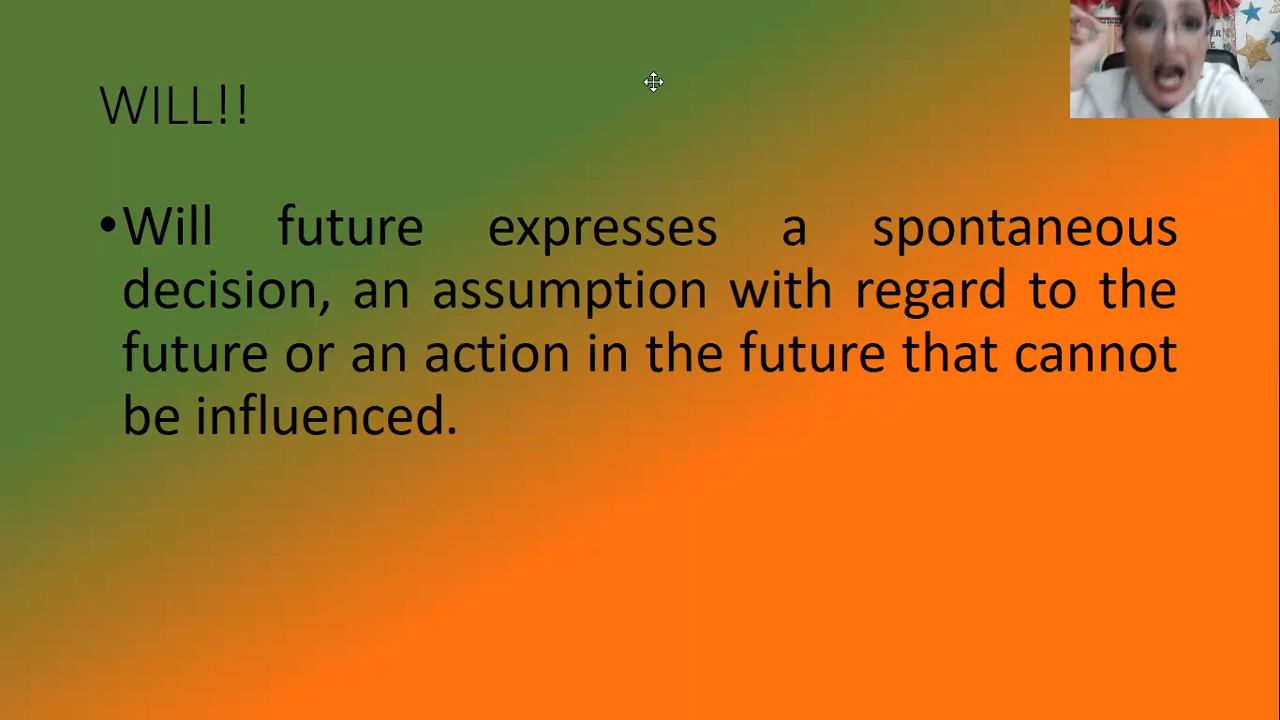 WILL!!
•Will future expresses a spontaneous
decision, an assumption with regard to the
future or an action in the future that cannot
be influenced.